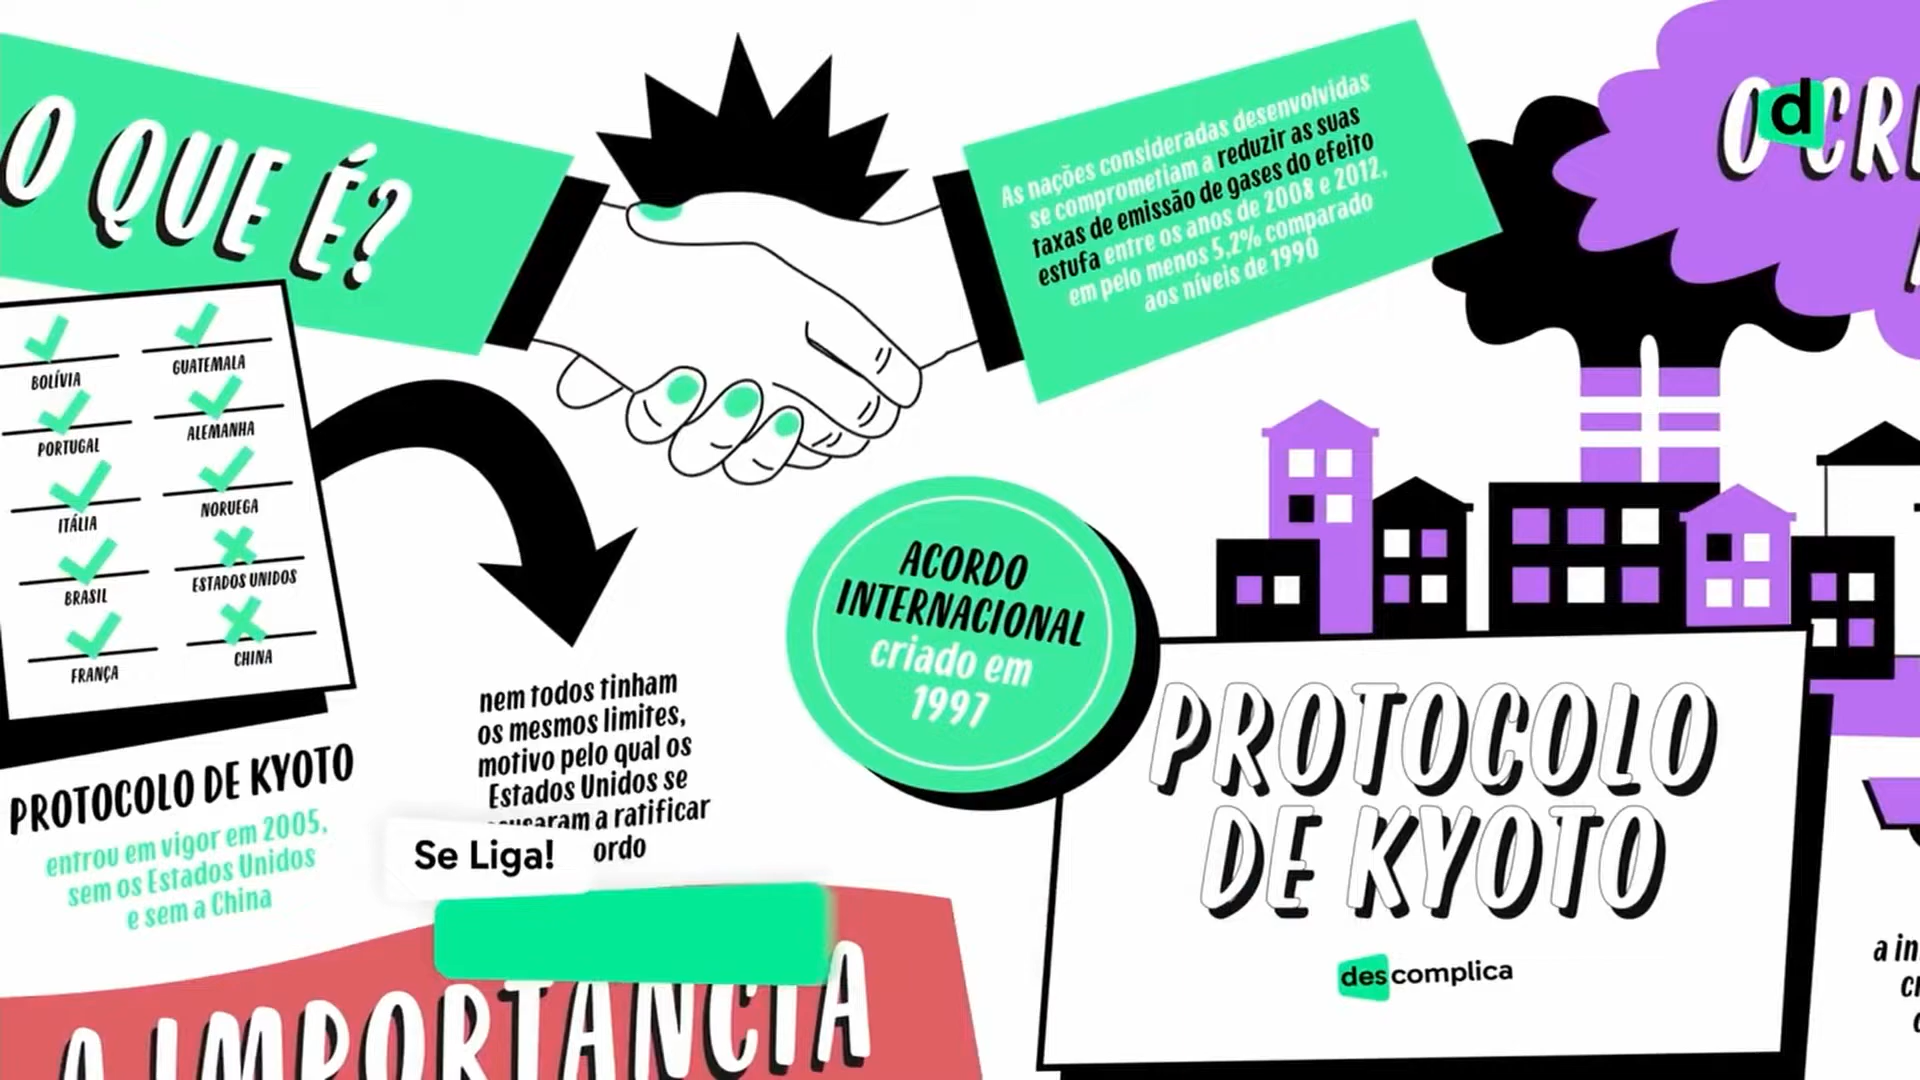 O QUE É?
As nações consideradas desenvolvidas
se comprometiam a reduzir as suas
taxas de emissão de gases do efeito
estufa entre os anos de 2008 e 2012,
em pelo menos 5,2% comparado
aos níveis de 1990
O CR
d
BOLÍVIA
GUATEMALA
PORTUGAL
ALEMANHA
ITÁLIA
NORUEGA
BRASIL
ESTADOS UNIDOS
FRANÇA
CHINA
PROTOCOLO DE KYOTO
entrou em vigor em 2005,
sem os Estados Unidos
e sem a China
nem todos tinham
os mesmos limites,
motivo pelo qual os
Estados Unidos se
a ratificar
ordo
Se Liga!
ACORDO
INTERNACIONAL
criado em
1997
PROTOCOLO
DE KYOTO
descomplica
A IMPORTÂNCIA
a in